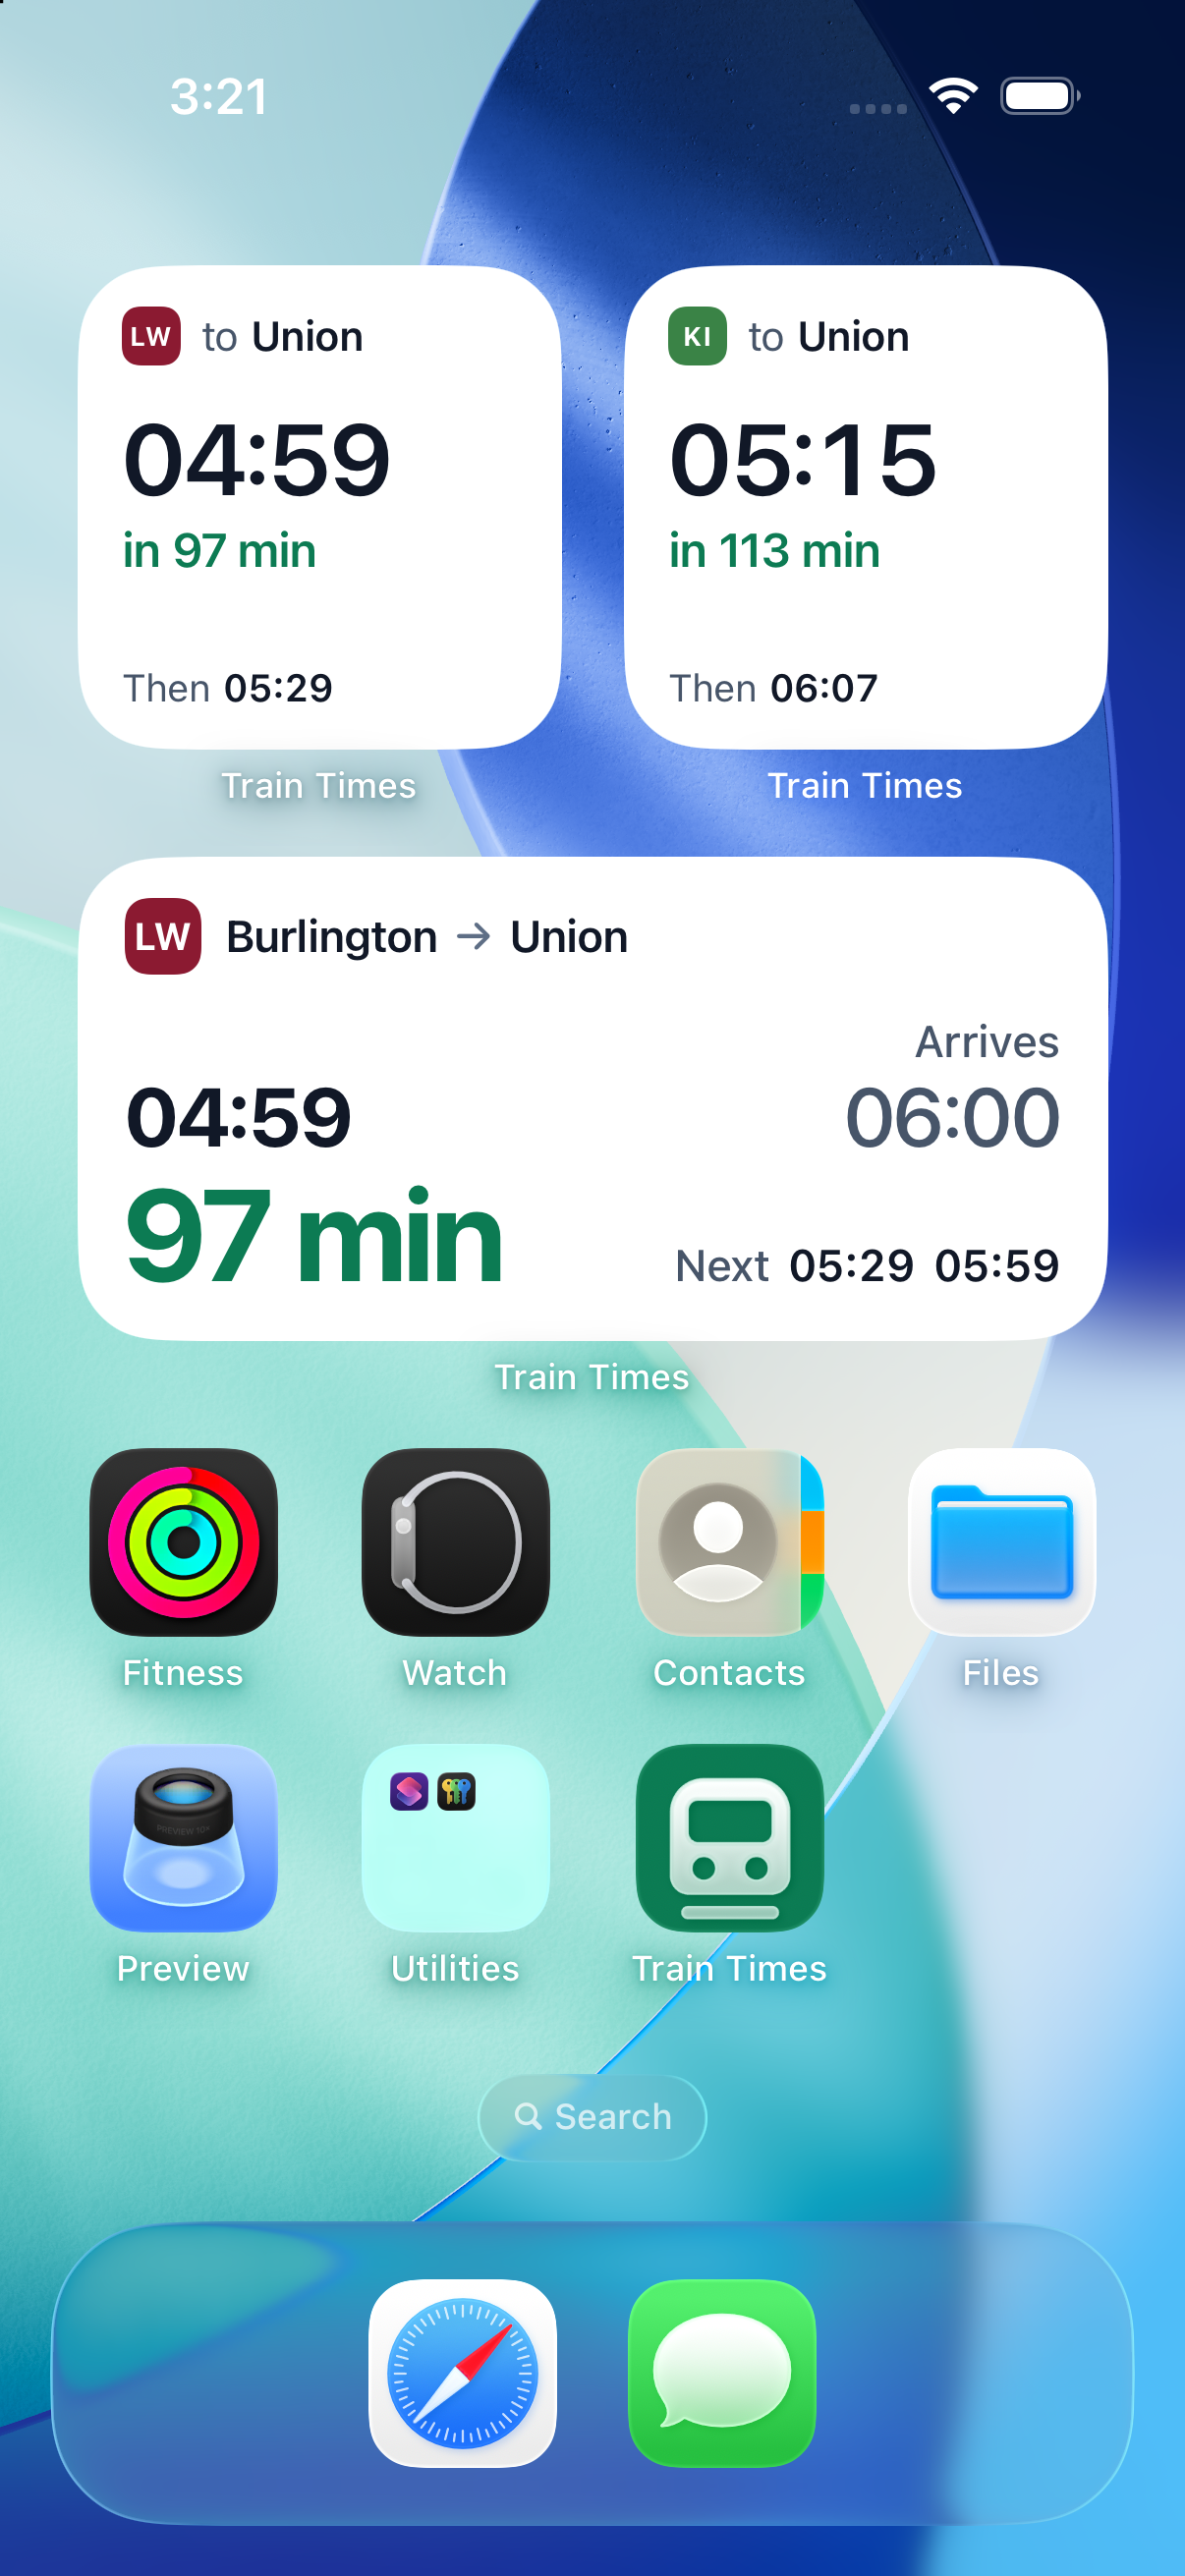 3:21
LW to Union
04:59
in 97 min
Then 05:29
Train Times
KI to Union
05:15
in 113 min
Then 06:07
Train Times
LW Burlington → Union
Arrives
04:59 06:00
97 min
Next 05:29 05:59
Train Times
Fitness Watch Contacts Files
PREVIEW 10×
Preview Utilities Train Times
Search